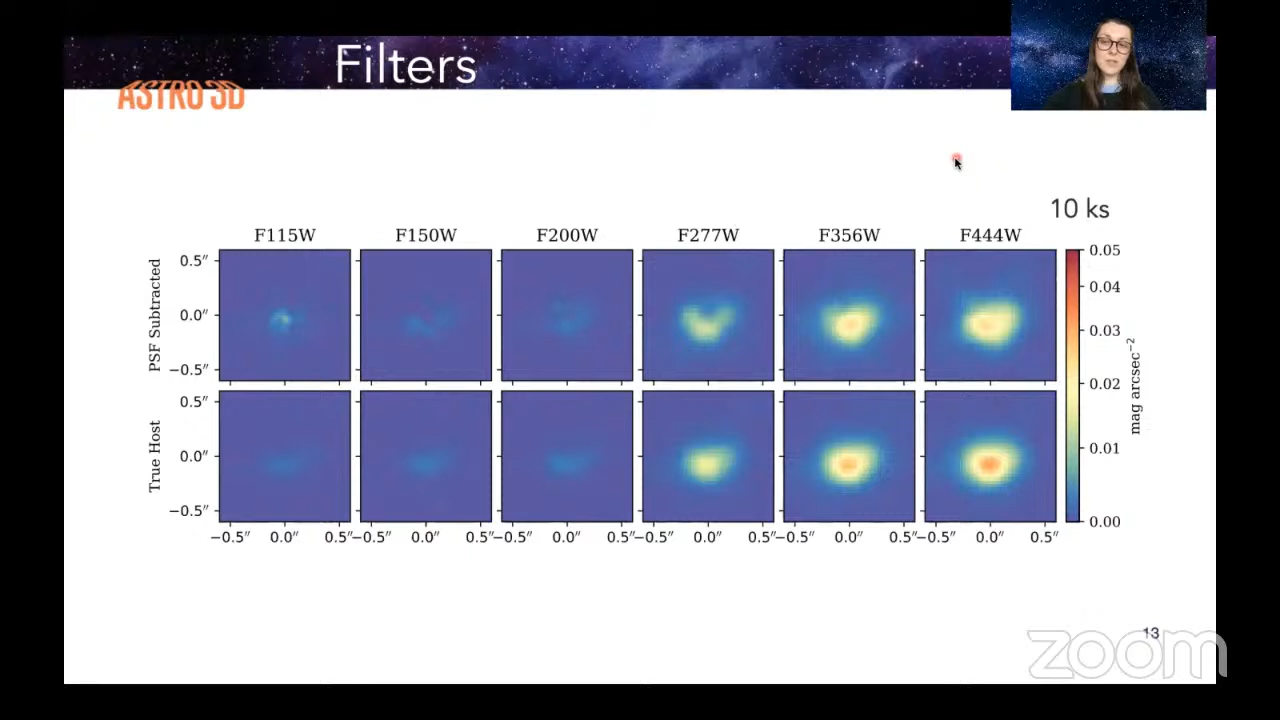 Filters
ASTRO 3D
10 ks
F115W F150W F200W F277W F356W F444W
PSF Subtracted
0.5″
0.0″
−0.5″
True Host
0.5″
0.0″
−0.5″
−0.5″ 0.0″ 0.5″ −0.5″ 0.0″ 0.5″ −0.5″ 0.0″ 0.5″ −0.5″ 0.0″ 0.5″ −0.5″ 0.0″ 0.5″ −0.5″ 0.0″ 0.5″
0.05
0.04
0.03
0.02
0.01
0.00
mag arcsec⁻²
13
zoom